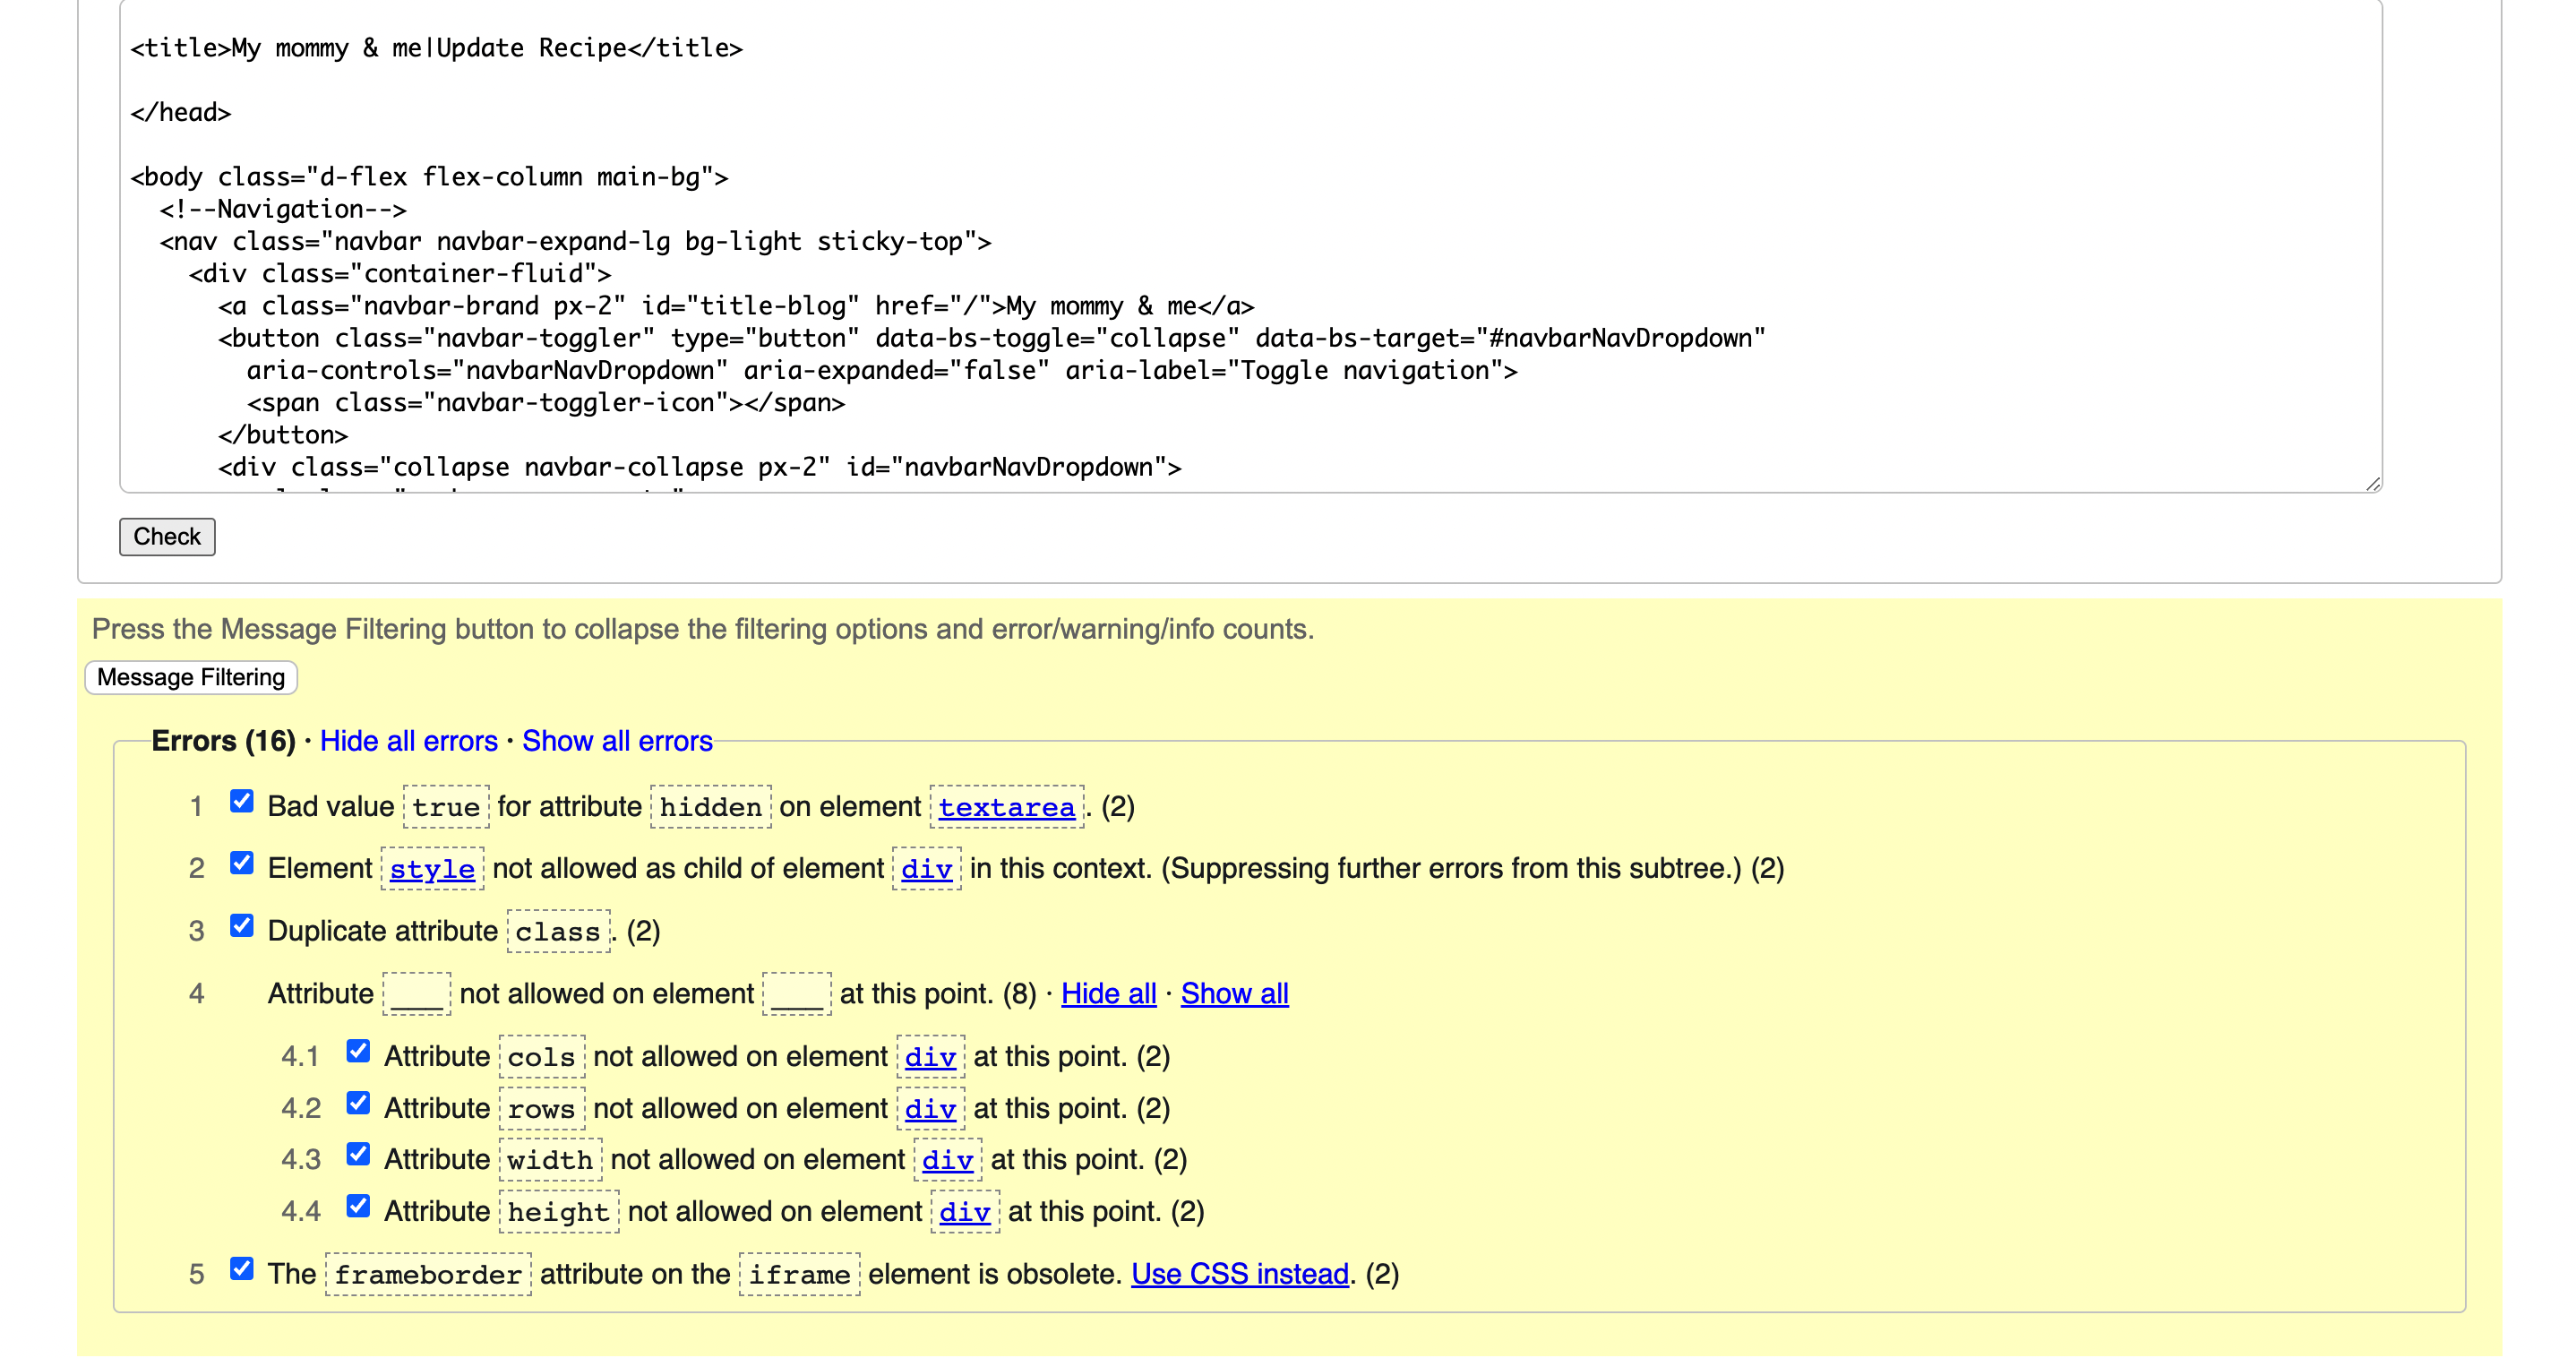 <title>My mommy & me|Update Recipe</title>
</head>
<body class="d-flex flex-column main-bg">
<!--Navigation-->
<nav class="navbar navbar-expand-lg bg-light sticky-top">
<div class="container-fluid">
<a class="navbar-brand px-2" id="title-blog" href="/">My mommy & me</a>
<button class="navbar-toggler" type="button" data-bs-toggle="collapse" data-bs-target="#navbarNavDropdown"
aria-controls="navbarNavDropdown" aria-expanded="false" aria-label="Toggle navigation">
<span class="navbar-toggler-icon"></span>
</button>
<div class="collapse navbar-collapse px-2" id="navbarNavDropdown">
Check
Press the Message Filtering button to collapse the filtering options and error/warning/info counts.
Message Filtering
Errors (16) · Hide all errors · Show all errors
1 Bad value true for attribute hidden on element textarea. (2)
2 Element style not allowed as child of element div in this context. (Suppressing further errors from this subtree.) (2)
3 Duplicate attribute class. (2)
4 Attribute ___ not allowed on element ___ at this point. (8) · Hide all · Show all
4.1 Attribute cols not allowed on element div at this point. (2)
4.2 Attribute rows not allowed on element div at this point. (2)
4.3 Attribute width not allowed on element div at this point. (2)
4.4 Attribute height not allowed on element div at this point. (2)
5 The frameborder attribute on the iframe element is obsolete. Use CSS instead. (2)